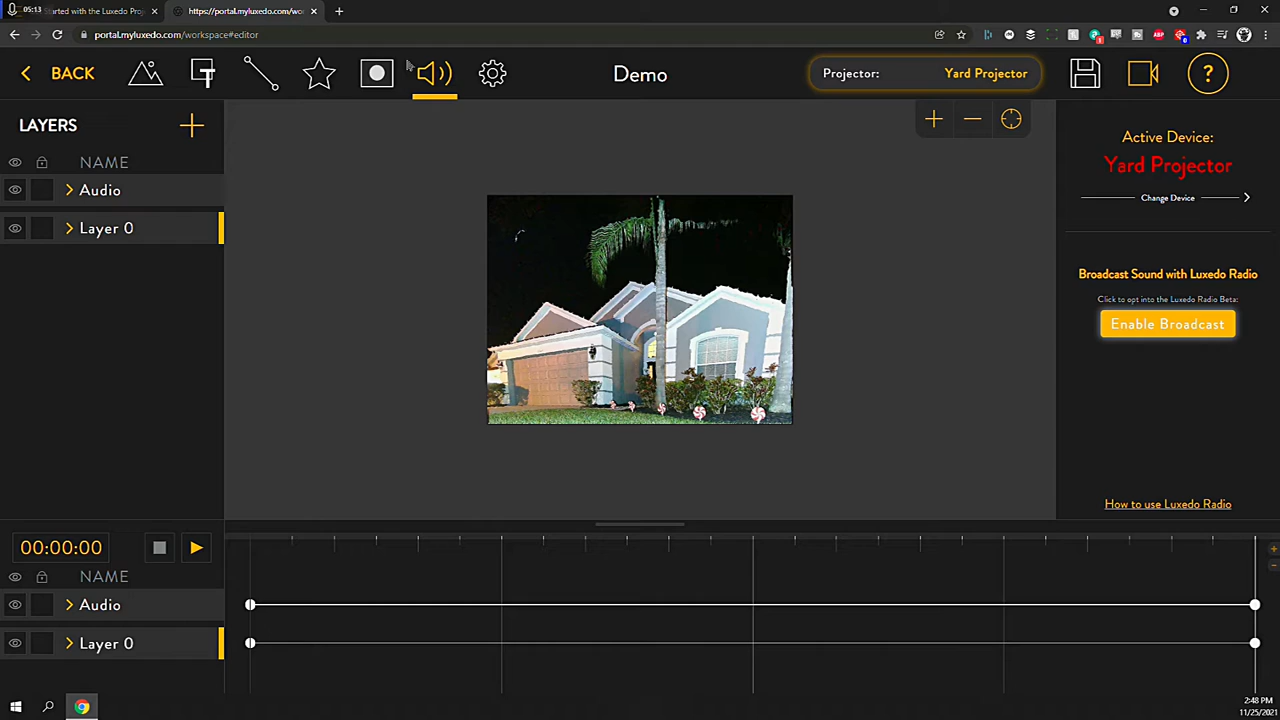 05:13
Started with the Luxedo Proj
https://portal.myluxedo.com/wo
portal.myluxedo.com/workspace#editor
BACK
Demo
Projector: Yard Projector
LAYERS
NAME
Audio
Layer 0
Active Device:
Yard Projector
Change Device
Broadcast Sound with Luxedo Radio
Click to opt into the Luxedo Radio Beta:
Enable Broadcast
How to use Luxedo Radio
00:00:00
NAME
Audio
Layer 0
2:48 PM
11/25/2021